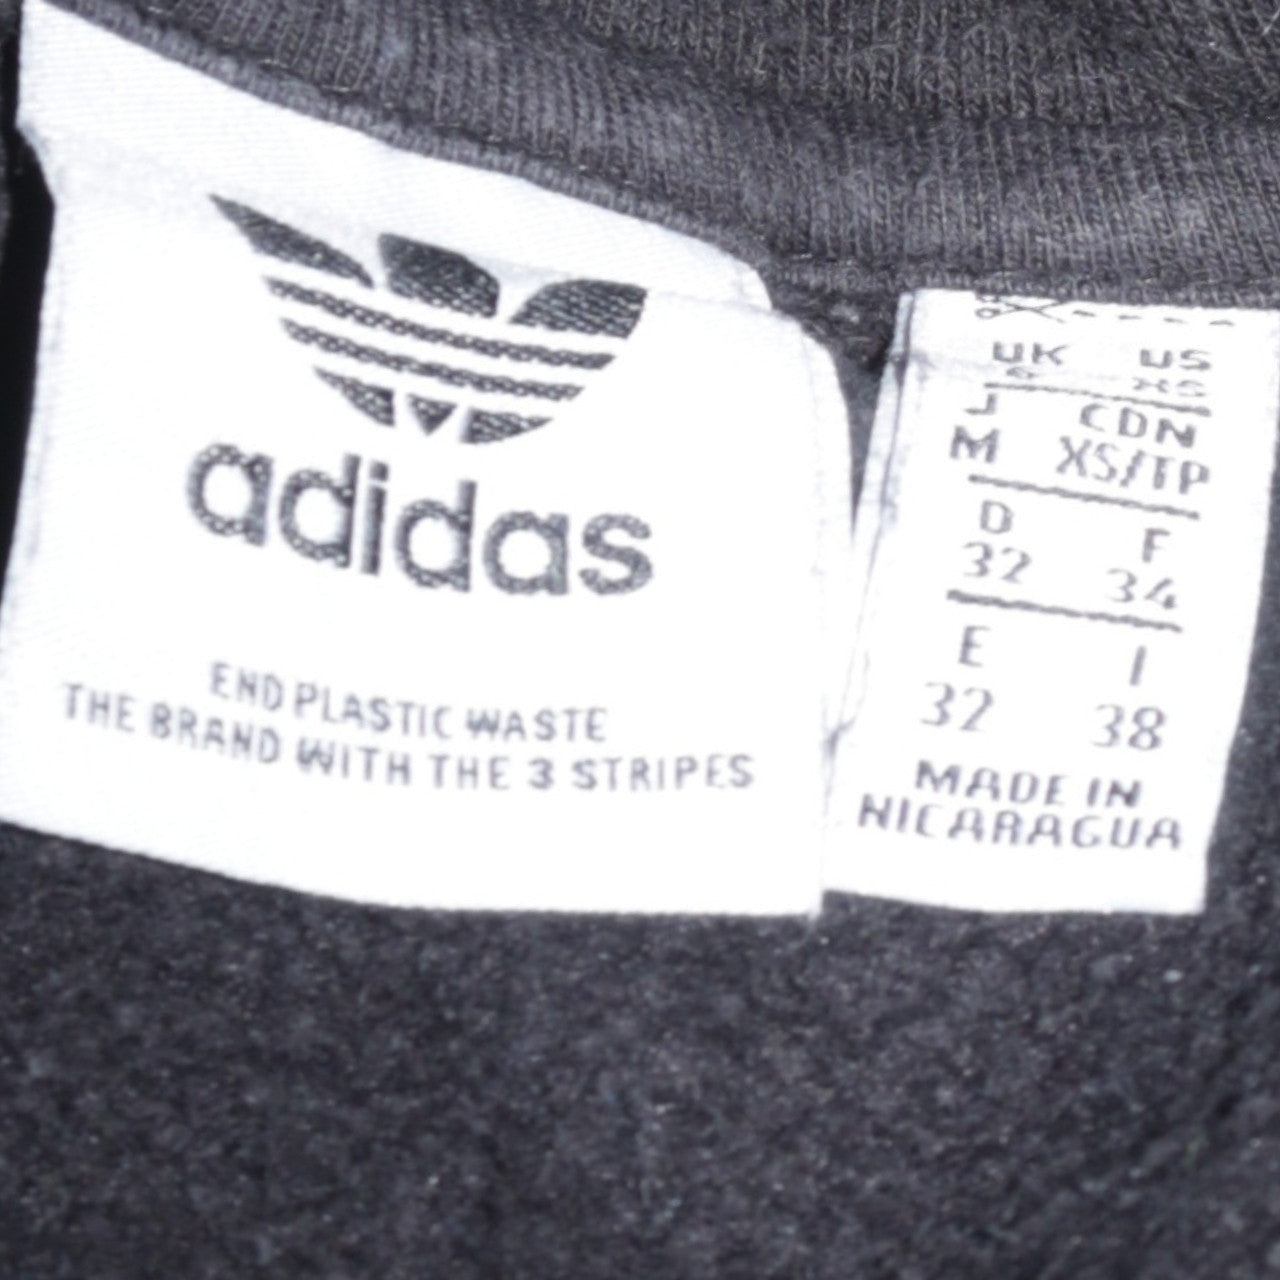 adidas
END PLASTIC WASTE
THE BRAND WITH THE 3 STRIPES
UK US
XS
J CDN
M XS/TP
D F
32 34
E I
32 38
MADE IN
NICARAGUA